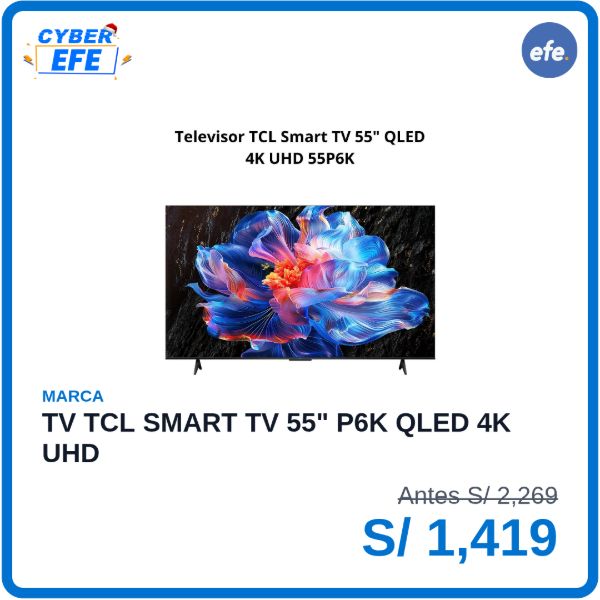 CYBER
EFE
efe.
Televisor TCL Smart TV 55" QLED
4K UHD 55P6K
MARCA
TV TCL SMART TV 55" P6K QLED 4K
UHD
Antes S/ 2,269
S/ 1,419